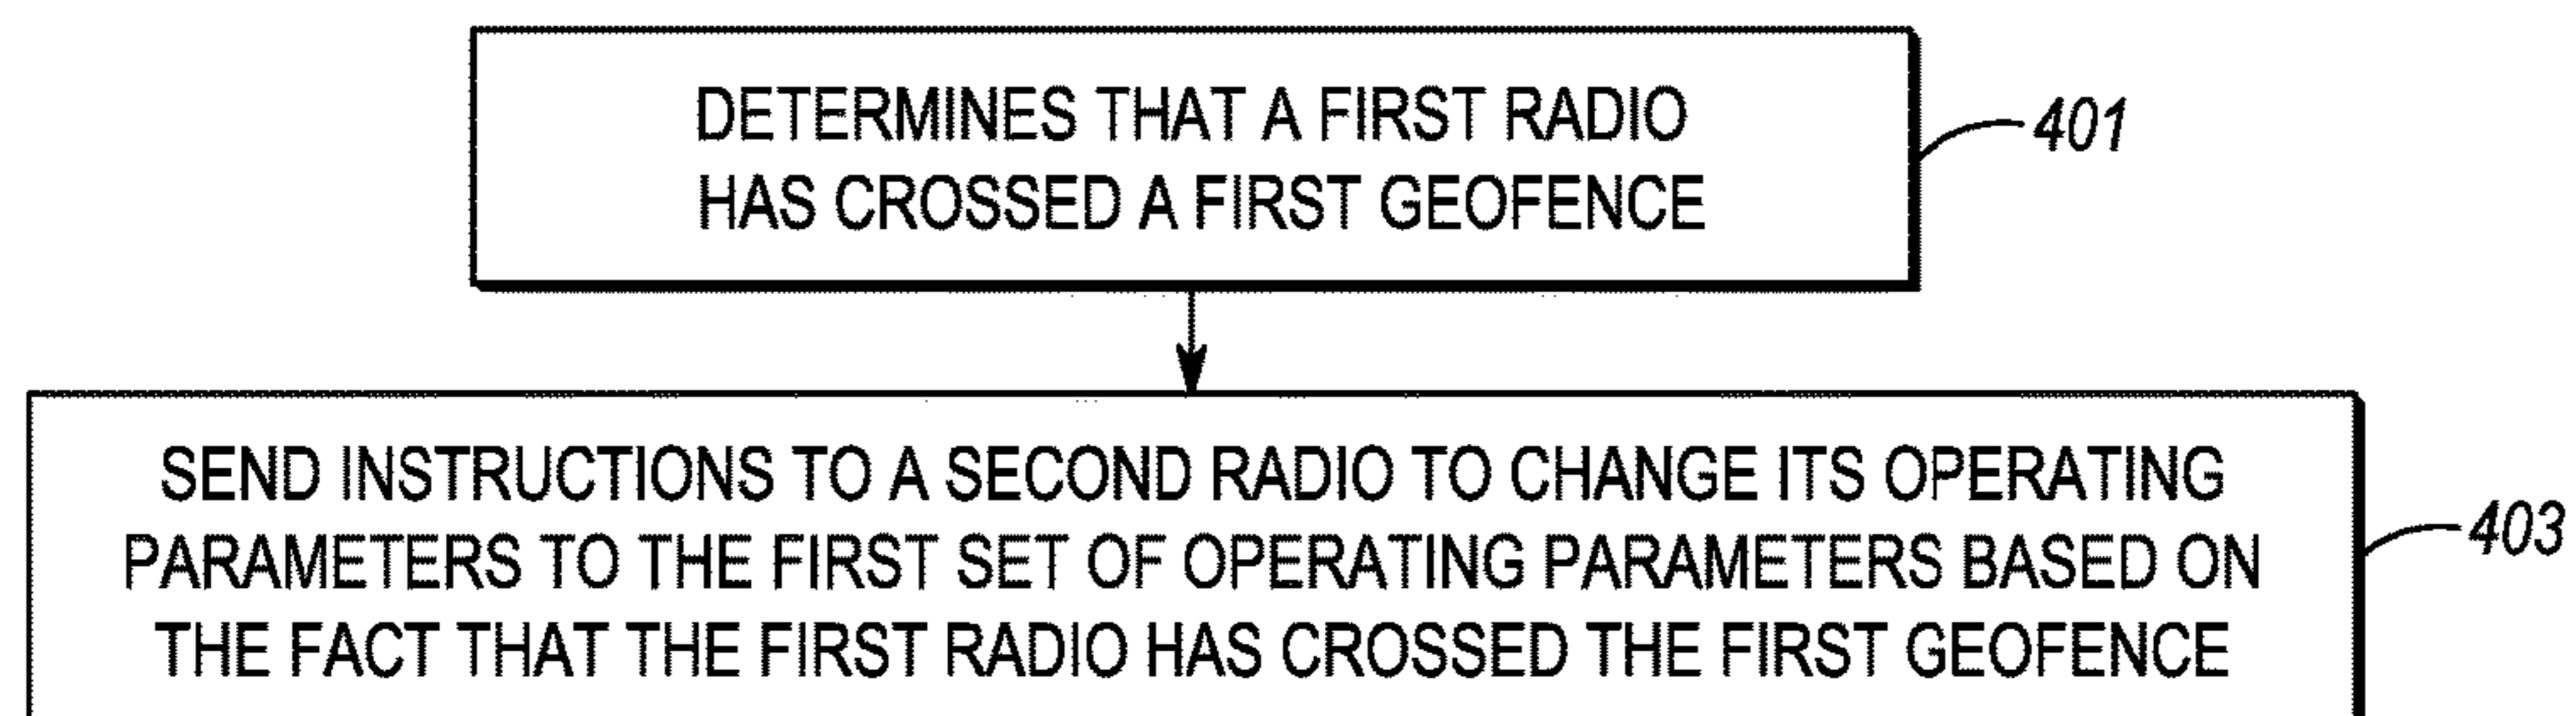 DETERMINES THAT A FIRST RADIO
HAS CROSSED A FIRST GEOFENCE
401
SEND INSTRUCTIONS TO A SECOND RADIO TO CHANGE ITS OPERATING
PARAMETERS TO THE FIRST SET OF OPERATING PARAMETERS BASED ON
THE FACT THAT THE FIRST RADIO HAS CROSSED THE FIRST GEOFENCE
403